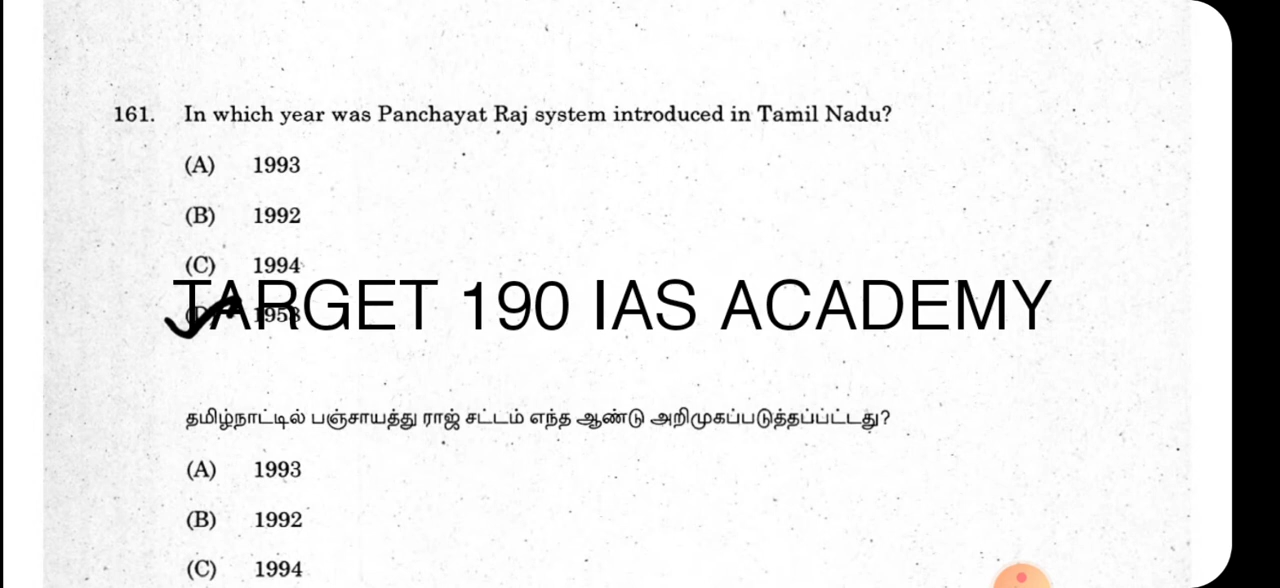 161. In which year was Panchayat Raj system introduced in Tamil Nadu?
(A) 1993
(B) 1992
(C) 1994
TARGET 190 IAS ACADEMY
(D) 1958
தமிழ்நாட்டில் பஞ்சாயத்து ராஜ் சட்டம் எந்த ஆண்டு அறிமுகப்படுத்தப்ப்ட்டது?
(A) 1993
(B) 1992
(C) 1994